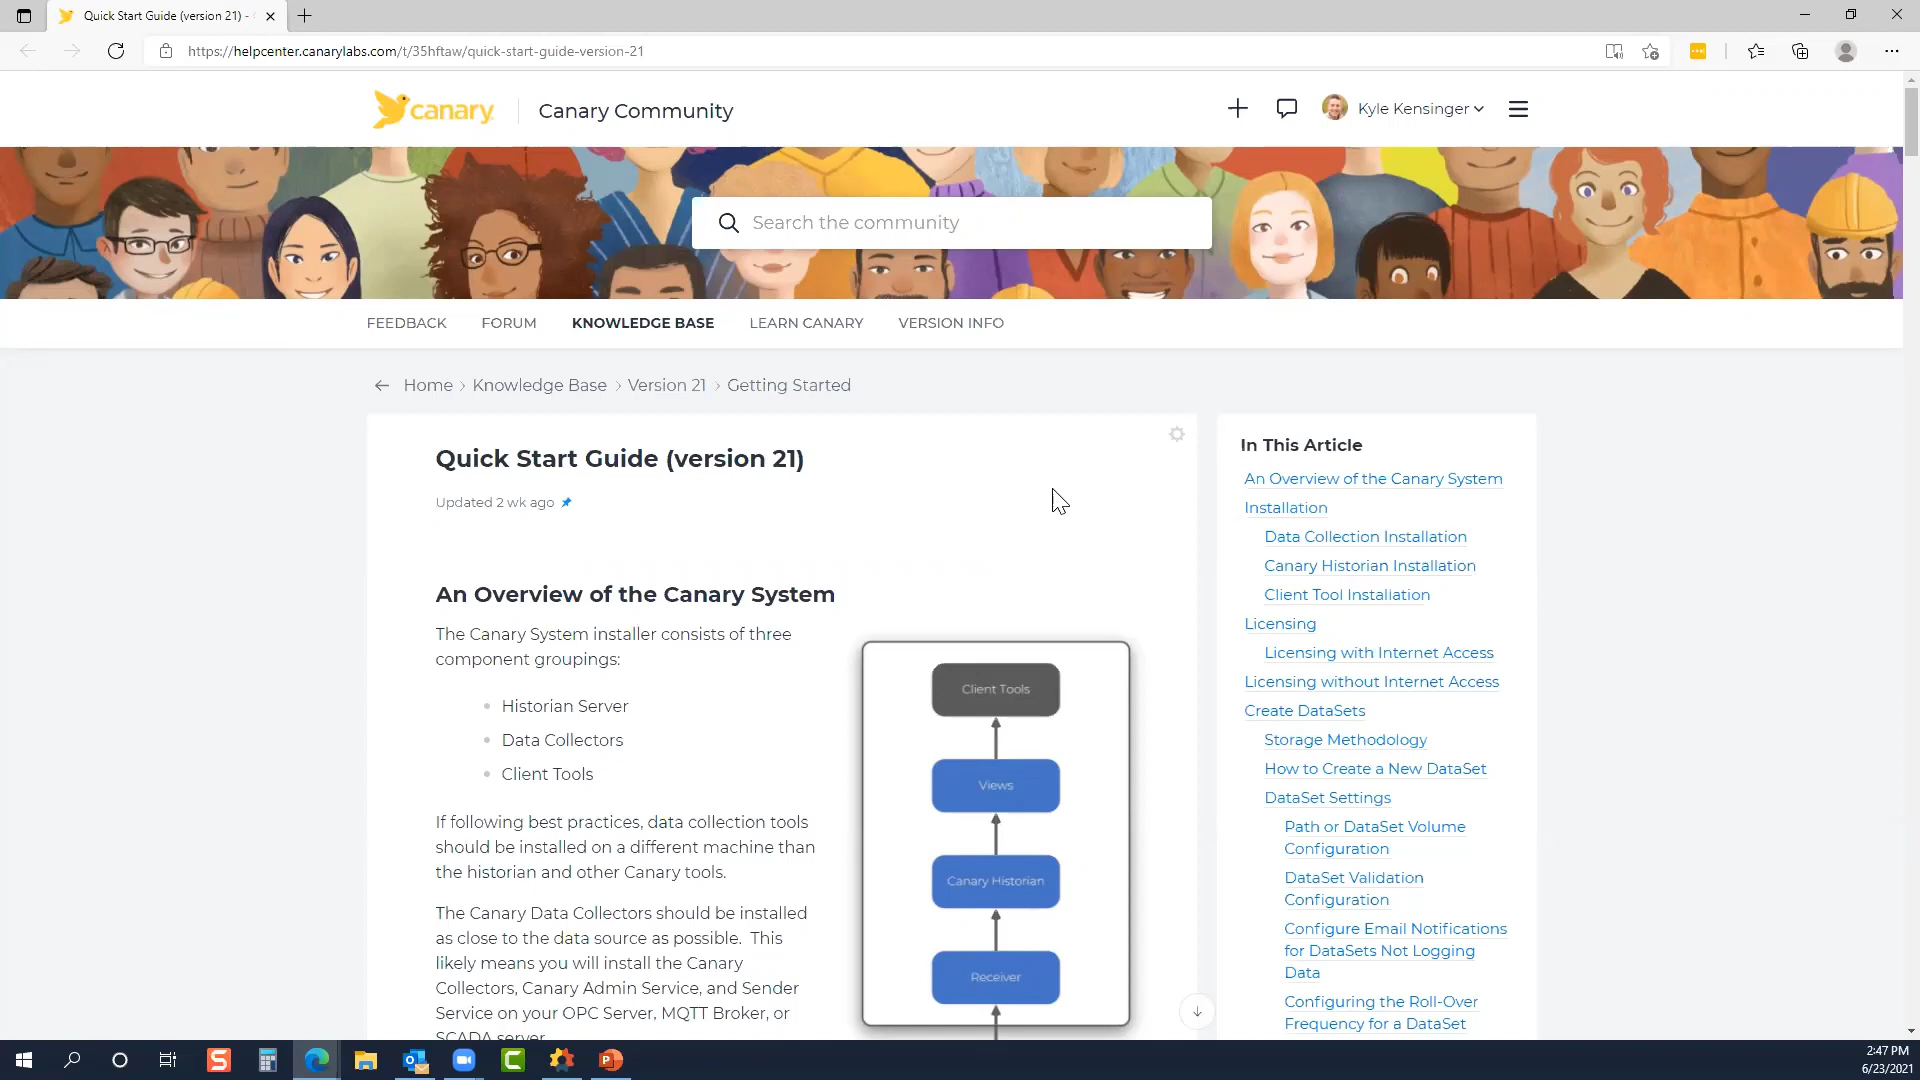 Quick Start Guide (version 21) -
https://helpcenter.canarylabs.com/t/35hftaw/quick-start-guide-version-21
canary
Canary Community
Kyle Kensinger
Search the community
FEEDBACK
FORUM
KNOWLEDGE BASE
LEARN CANARY
VERSION INFO
Home › Knowledge Base › Version 21 › Getting Started
Quick Start Guide (version 21)
Updated 2 wk ago
An Overview of the Canary System
The Canary System installer consists of three
component groupings:
Historian Server
Data Collectors
Client Tools
If following best practices, data collection tools
should be installed on a different machine than
the historian and other Canary tools.
The Canary Data Collectors should be installed
as close to the data source as possible.  This
likely means you will install the Canary
Collectors, Canary Admin Service, and Sender
Service on your OPC Server, MQTT Broker, or
SCADA server
Client Tools
Views
Canary Historian
Receiver
In This Article
An Overview of the Canary System
Installation
Data Collection Installation
Canary Historian Installation
Client Tool Installation
Licensing
Licensing with Internet Access
Licensing without Internet Access
Create DataSets
Storage Methodology
How to Create a New DataSet
DataSet Settings
Path or DataSet Volume
Configuration
DataSet Validation
Configuration
Configure Email Notifications
for DataSets Not Logging
Data
Configuring the Roll-Over
Frequency for a DataSet
2:47 PM
6/23/2021